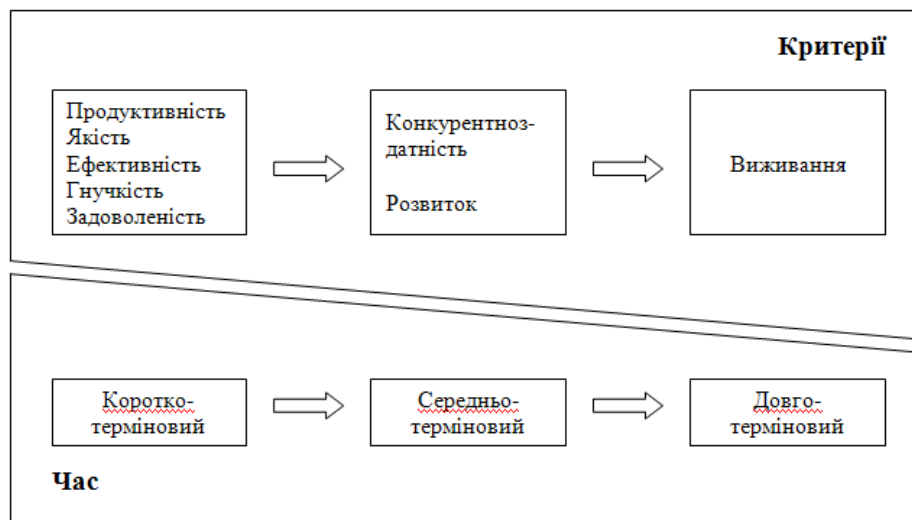 Критерії
Продуктивність
Якість
Ефективність
Гнучкість
Задоволеність
Конкурентноз-
датність
Розвиток
Виживання
Коротко-
терміновий
Середньо-
терміновий
Довго-
терміновий
Час